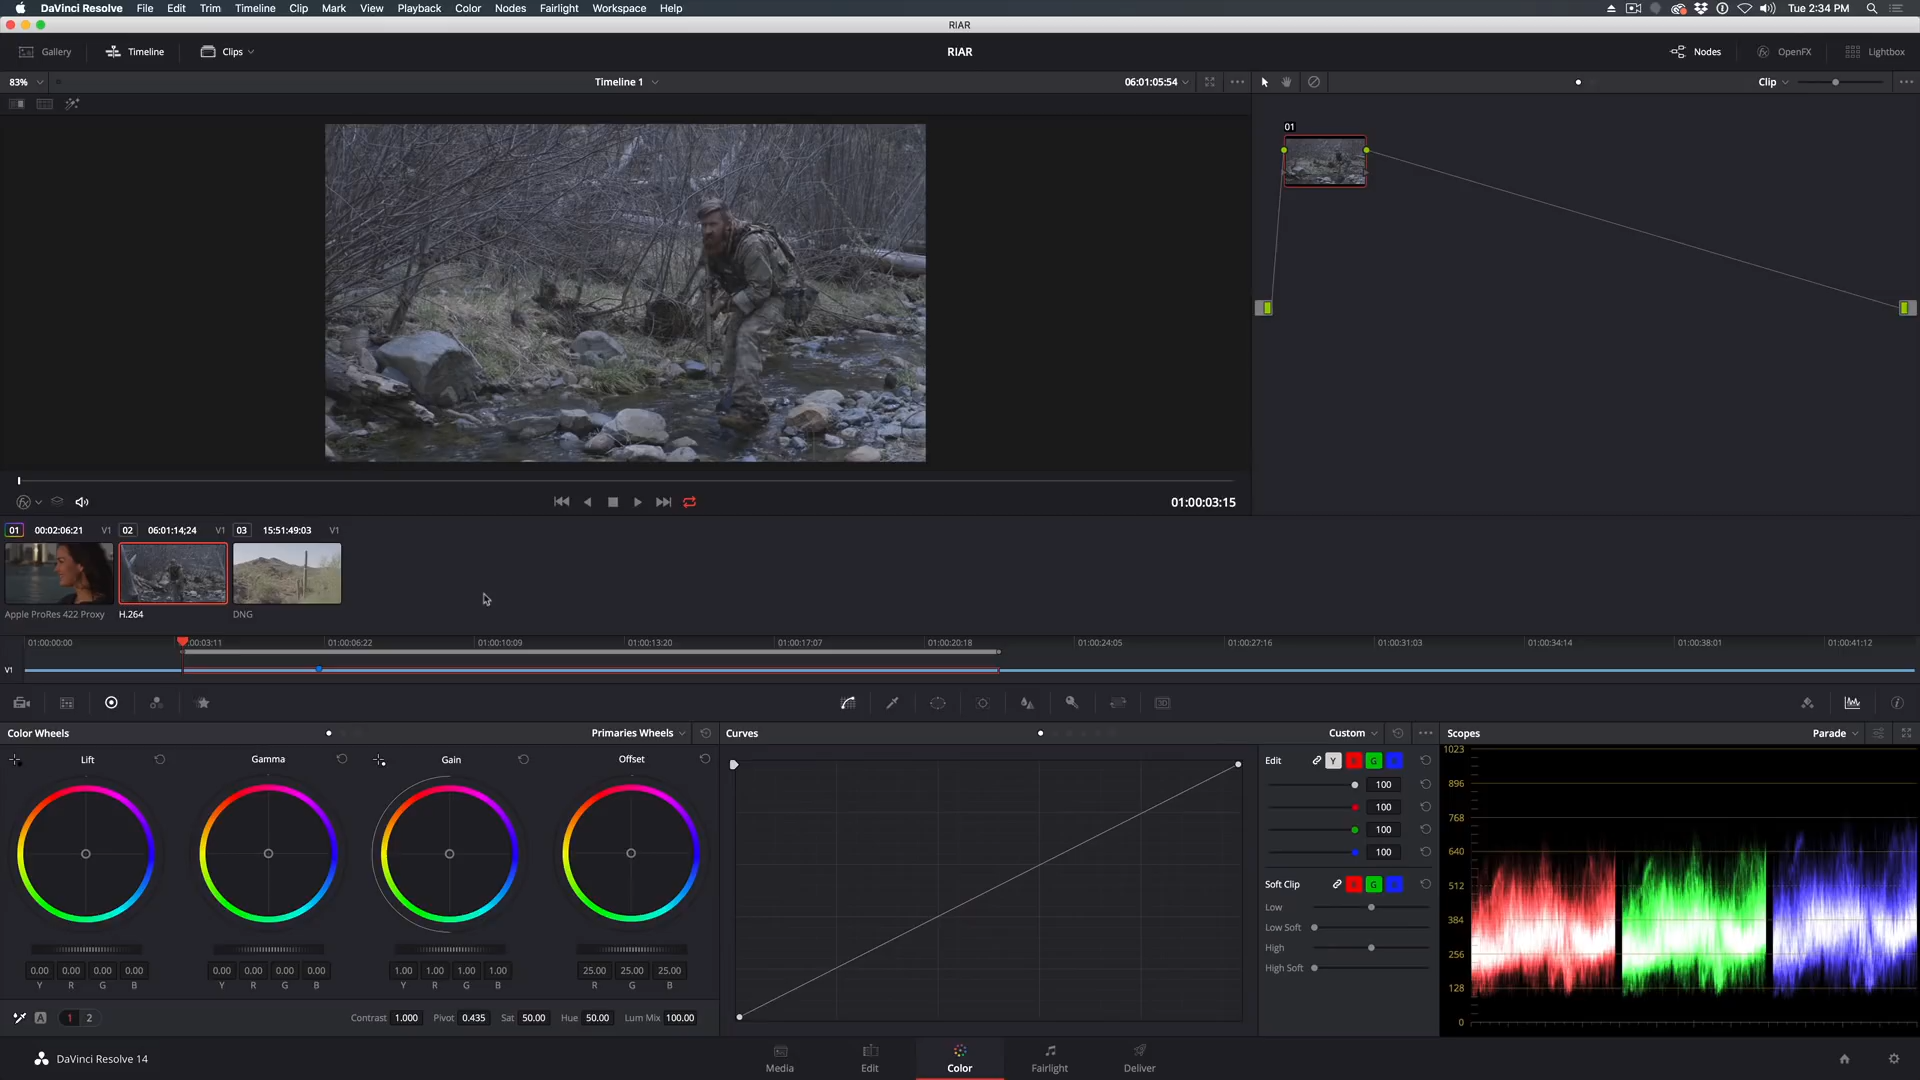 DaVinci Resolve File Edit Trim Timeline Clip Mark View Playback Color Nodes Fairlight Workspace Help Tue 2:34 PM
RIAR
Gallery Timeline Clips RIAR Nodes OpenFX Lightbox
83% Timeline 1 06:01:05:54 Clip
01
01:00:03:15
01 00:02:06:21 V1 02 06:01:14;24 V1 03 15:51:49:03 V1
Apple ProRes 422 Proxy H.264 DNG
01:00:00:00 00:03:11 01:00:06:22 01:00:10:09 01:00:13:20 01:00:17:07 01:00:20:18 01:00:24:05 01:00:27:16 01:00:31:03 01:00:34:14 01:00:38:01 01:00:41:12
V1
3D
Color Wheels Primaries Wheels Curves Custom Scopes Parade
Lift Gamma Gain Offset
Edit Y
100
100
100
100
Soft Clip
Low
Low Soft
High
High Soft
1023
896
768
640
512
384
256
128
0
0.00 0.00 0.00 0.00 0.00 0.00 0.00 0.00 1.00 1.00 1.00 1.00 25.00 25.00 25.00
Y R G B Y R G B Y R G B R G B
A 1 2 Contrast 1.000 Pivot 0.435 Sat 50.00 Hue 50.00 Lum Mix 100.00
DaVinci Resolve 14 Media Edit Color Fairlight Deliver